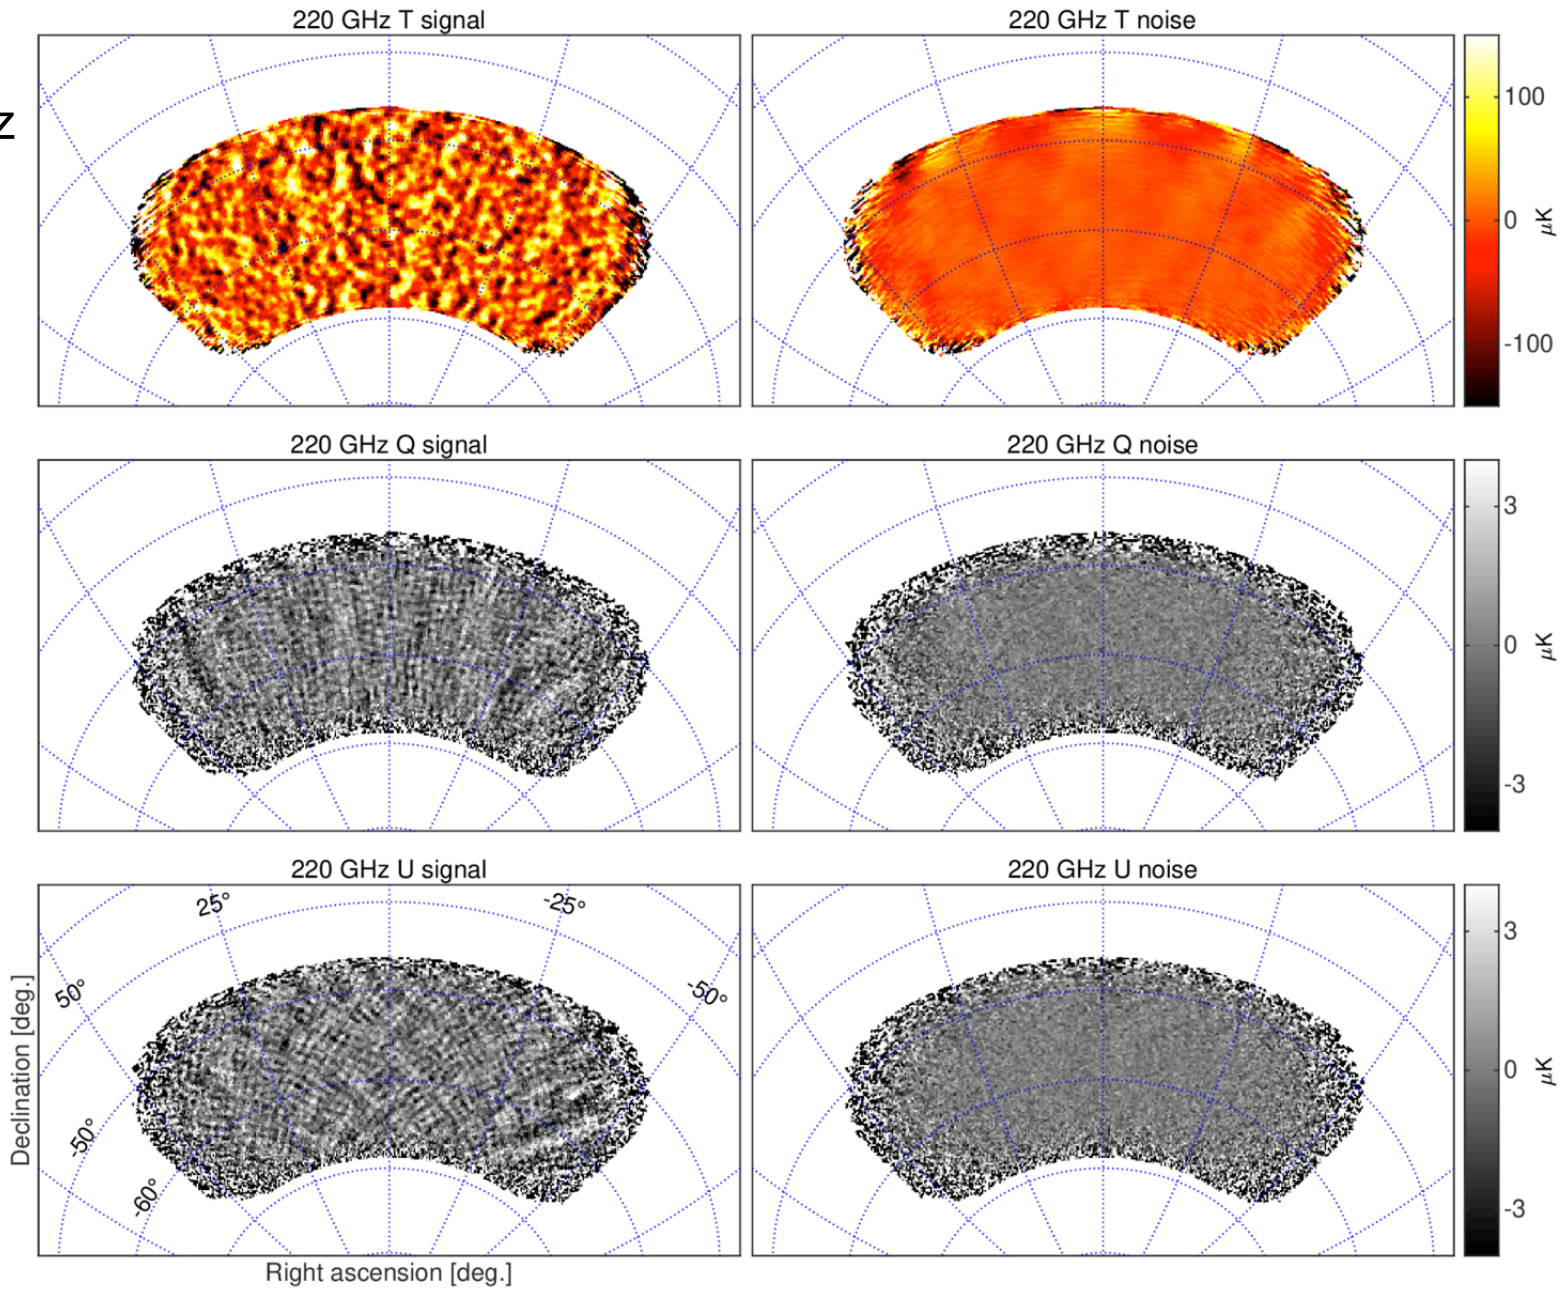 220 GHz T signal
220 GHz T noise
z
100
0
-100
μK
220 GHz Q signal
220 GHz Q noise
3
0
-3
μK
220 GHz U signal
220 GHz U noise
25°
-25°
50°
-50°
-50°
-60°
3
0
-3
μK
Declination [deg.]
Right ascension [deg.]